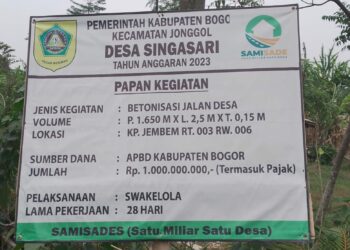 PEMERINTAH KABUPATEN BOGO
KECAMATAN JONGGOL
DESA SINGASARI
TAHUN ANGGARAN 2023
SAMISADE
PAPAN KEGIATAN
JENIS KEGIATAN : BETONISASI JALAN DESA
VOLUME : P. 1.650 M X L. 2,5 M X T. 0,15 M
LOKASI : KP. JEMBEM RT. 003 RW. 006
SUMBER DANA : APBD KABUPATEN BOGOR
JUMLAH : Rp. 1.000.000.000,- (Termasuk Pajak)
PELAKSANAAN : SWAKELOLA
LAMA PEKERJAAN : 28 HARI
SAMISADES (Satu Miliar Satu Desa)